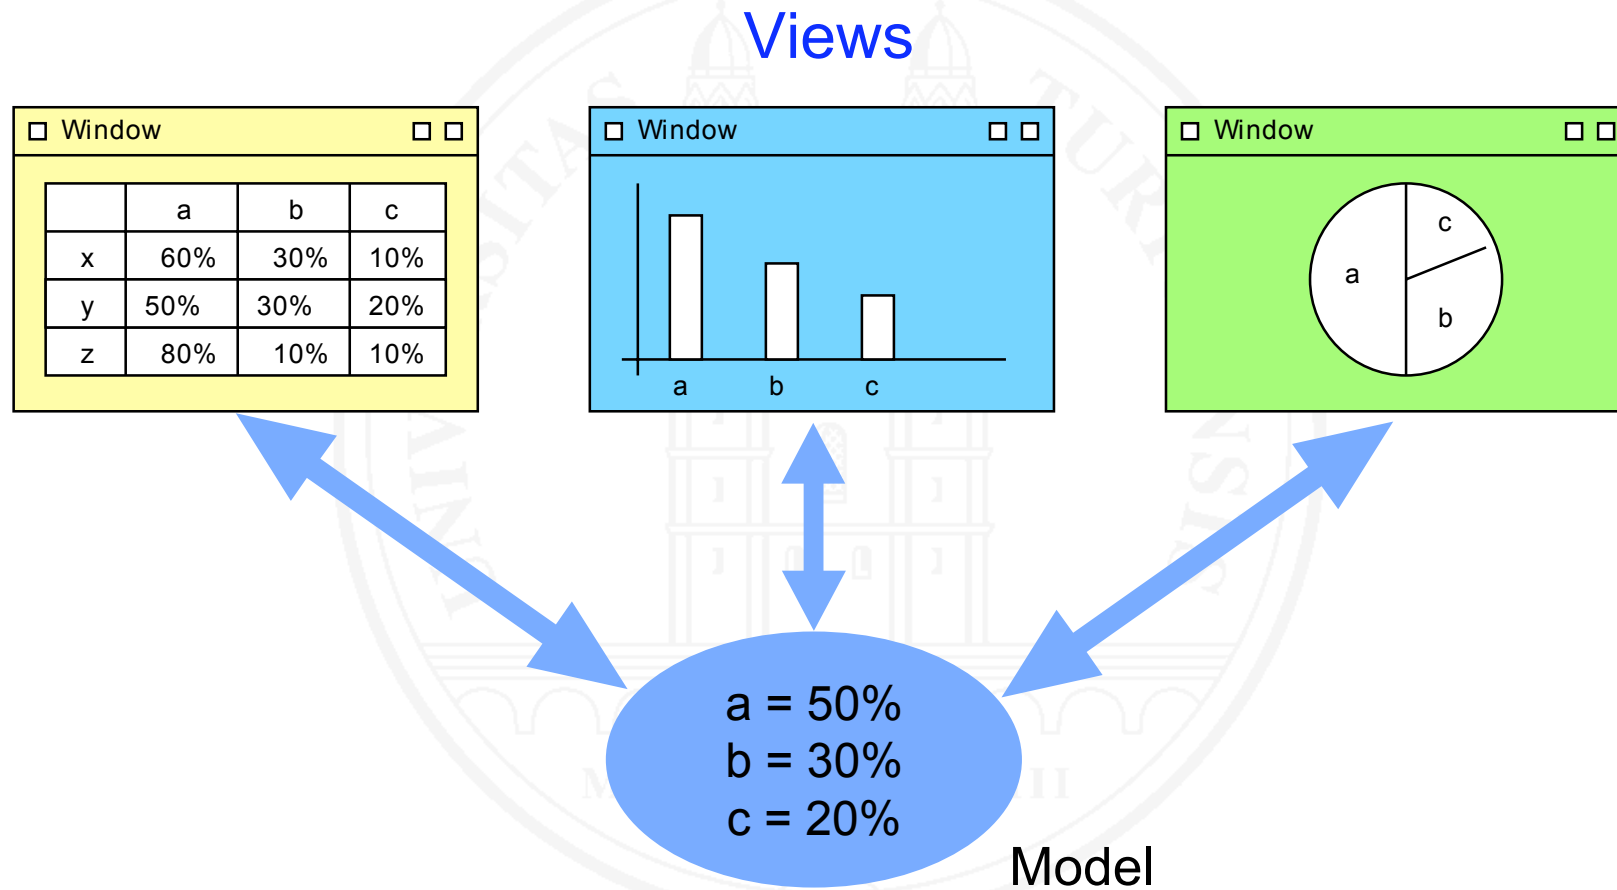 Views
Window
a b c
x 60% 30% 10%
y 50% 30% 20%
z 80% 10% 10%
Window
a b c
Window
c
a
b
a = 50%
b = 30%
c = 20%
Model